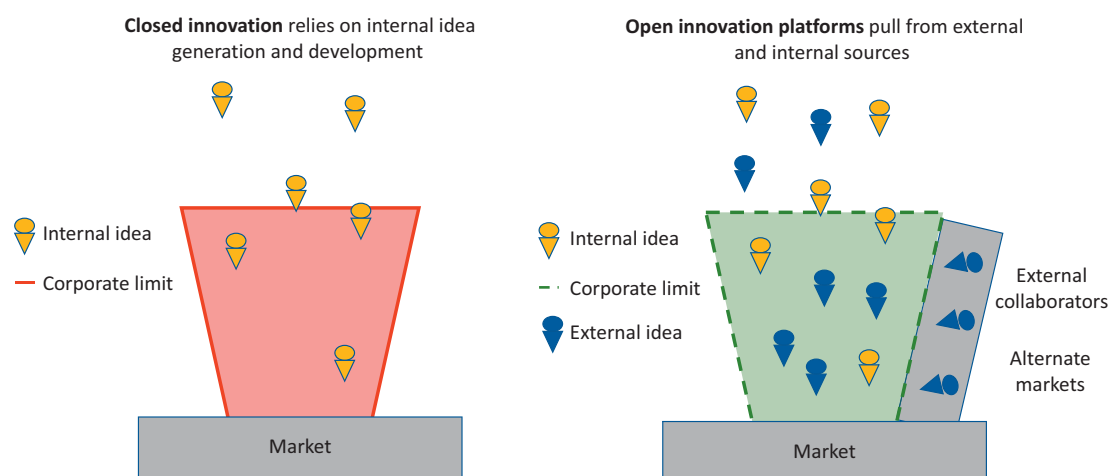 Closed innovation relies on internal idea
generation and development
Internal idea
Corporate limit
Market
Open innovation platforms pull from external
and internal sources
Internal idea
Corporate limit
External idea
External
collaborators
Alternate
markets
Market